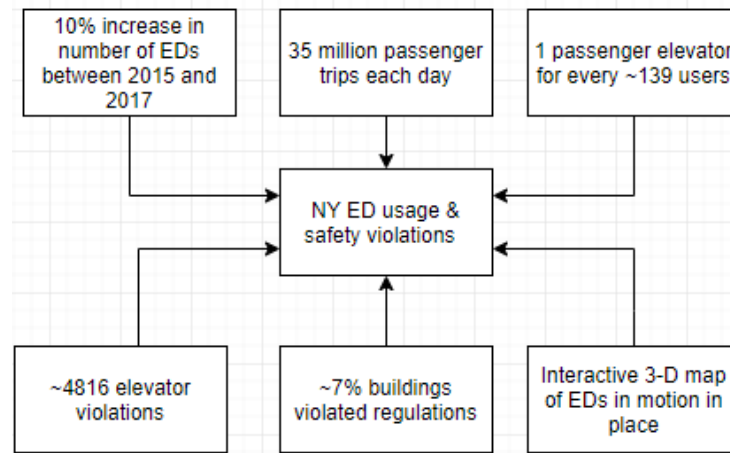 10% increase in
number of EDs
between 2015 and
2017
35 million passenger
trips each day
1 passenger elevator
for every ~139 users
NY ED usage &
safety violations
~4816 elevator
violations
~7% buildings
violated regulations
Interactive 3-D map
of EDs in motion in
place